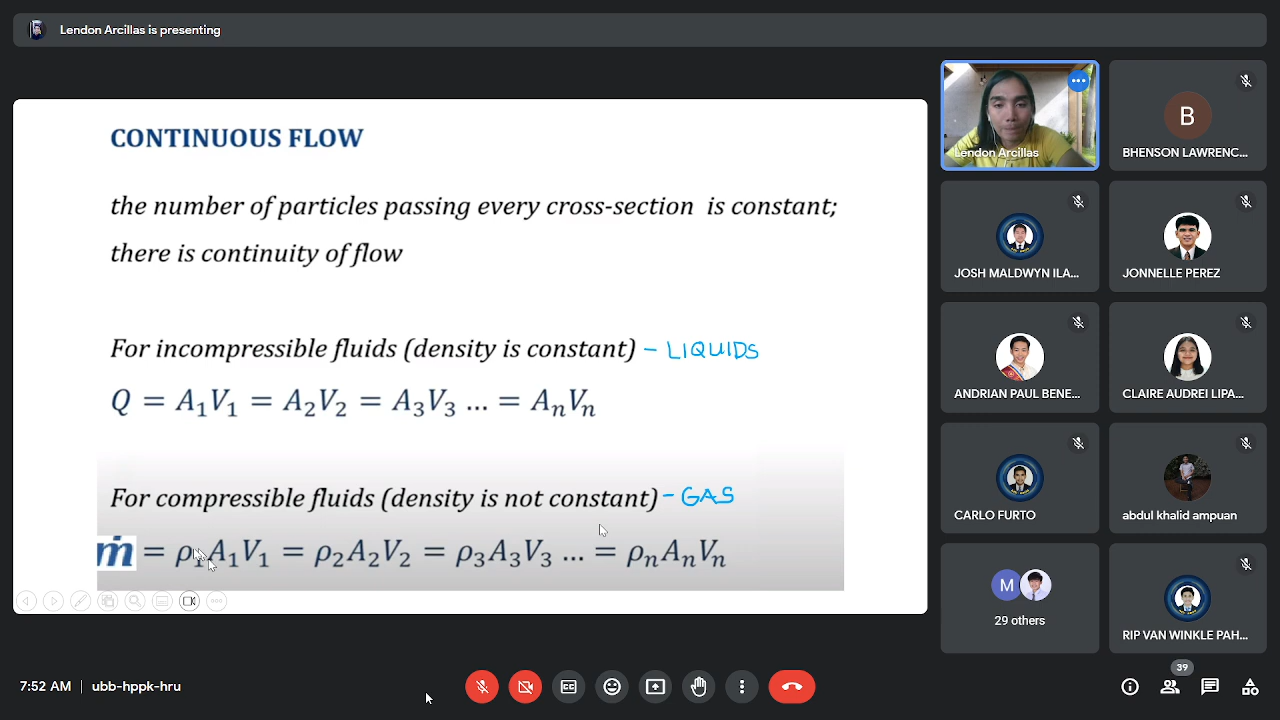 Lendon Arcillas is presenting
CONTINUOUS FLOW
the number of particles passing every cross-section is constant;
there is continuity of flow
For incompressible fluids (density is constant) - LIQUIDS
Q = A₁V₁ = A₂V₂ = A₃V₃ ... = AₙVₙ
For compressible fluids (density is not constant) - GAS
ṁ = ρ₁A₁V₁ = ρ₂A₂V₂ = ρ₃A₃V₃ ... = ρₙAₙVₙ
Lendon Arcillas
B
BHENSON LAWRENC...
JOSH MALDWYN ILA...
JONNELLE PEREZ
ANDRIAN PAUL BENE...
CLAIRE AUDREI LIPA...
CARLO FURTO
abdul khalid ampuan
M
29 others
RIP VAN WINKLE PAH...
7:52 AM | ubb-hppk-hru
39